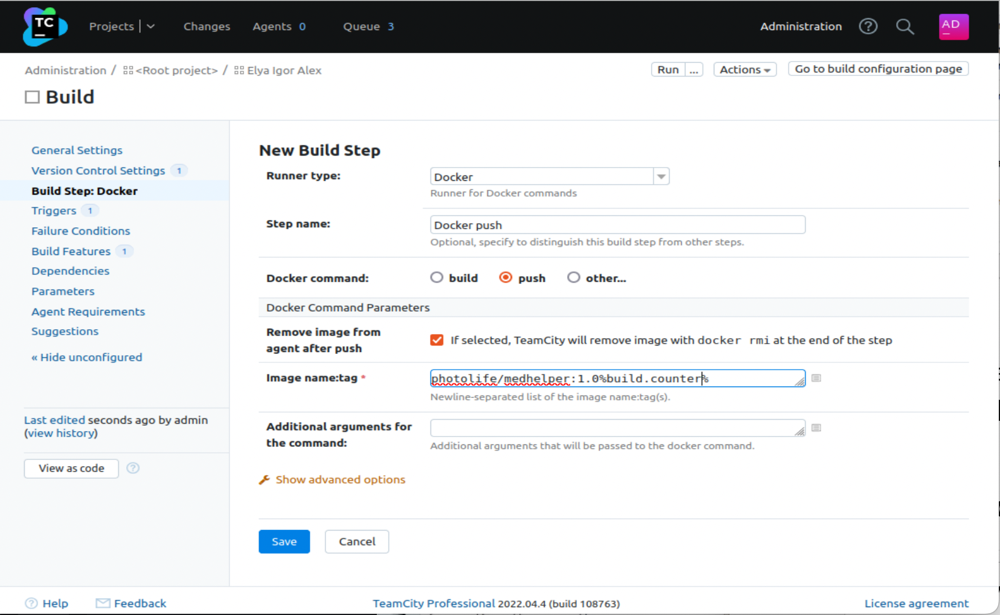 TC
Projects
Changes
Agents 0
Queue 3
Administration
AD
Administration / <Root project> / Elya Igor Alex
Run ...
Actions
Go to build configuration page
Build
General Settings
Version Control Settings 1
Build Step: Docker
Triggers 1
Failure Conditions
Build Features 1
Dependencies
Parameters
Agent Requirements
Suggestions
« Hide unconfigured
Last edited seconds ago by admin
(view history)
View as code
New Build Step
Runner type:
Docker
Runner for Docker commands
Step name:
Docker push
Optional, specify to distinguish this build step from other steps.
Docker command:
build
push
other...
Docker Command Parameters
Remove image from
agent after push
If selected, TeamCity will remove image with docker rmi at the end of the step
Image name:tag *
photolife/medhelper:1.0%build.counter%
Newline-separated list of the image name:tag(s).
Additional arguments for
the command:
Additional arguments that will be passed to the docker command.
Show advanced options
Save
Cancel
Help
Feedback
TeamCity Professional 2022.04.4 (build 108763)
License agreement